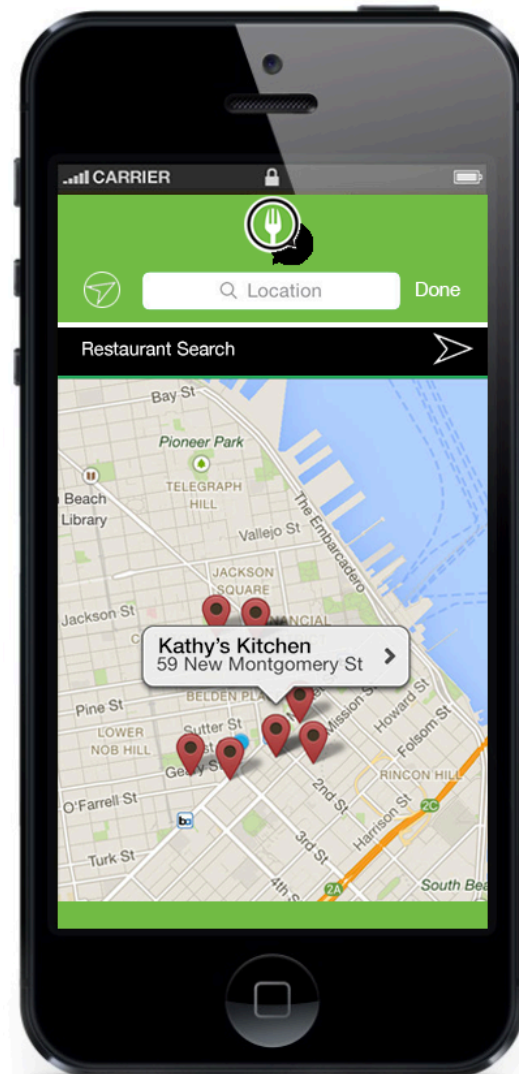 CARRIER
Location
Done
Restaurant Search
Bay St
Pioneer Park
TELEGRAPH
HILL
Beach
Library
The Embarcadero
Vallejo St
JACKSON
SQUARE
Jackson St
Kathy's Kitchen
59 New Montgomery St
Pine St
Sutter St
Mission St
Howard St
Folsom St
LOWER
NOB HILL
Geary St
RINCON HILL
O'Farrell St
2nd St
Harrison St
2C
Turk St
3rd St
4th St
2A
South Bea